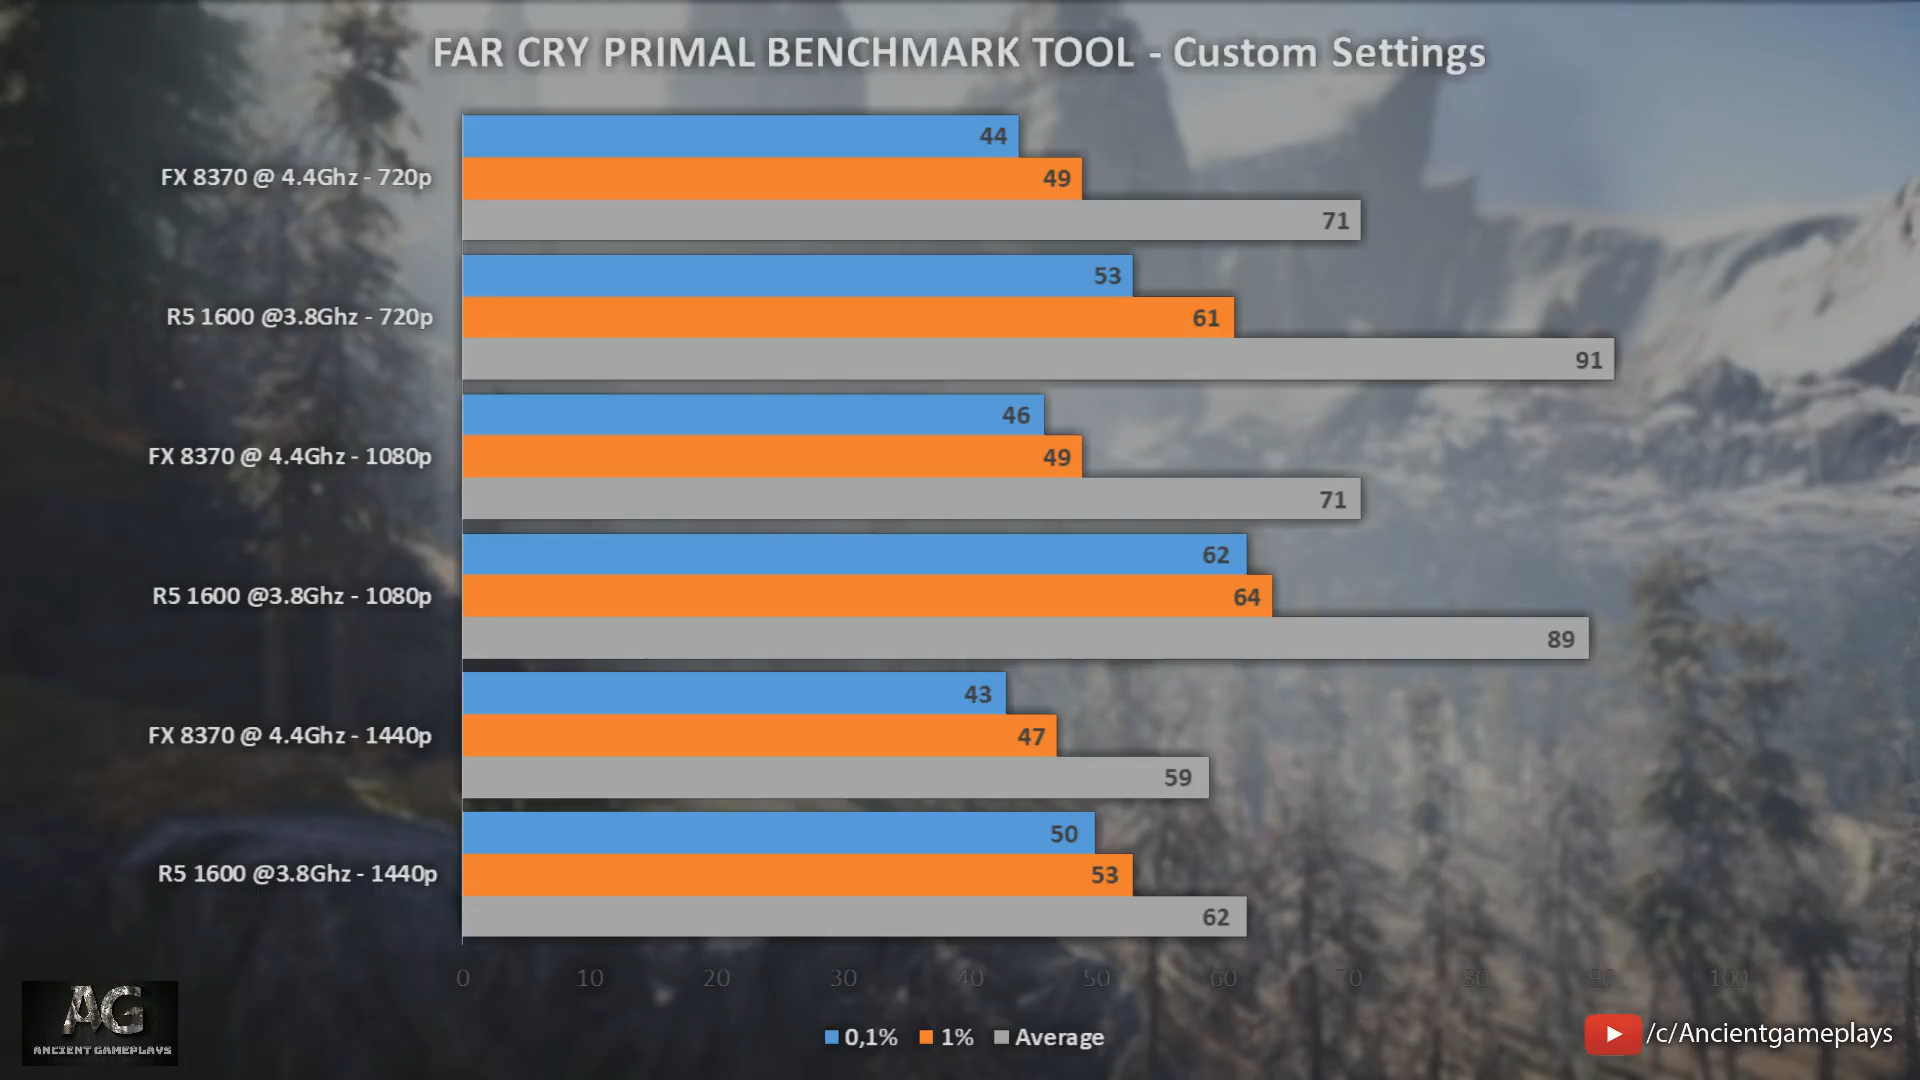 FAR CRY PRIMAL BENCHMARK TOOL - Custom Settings
FX 8370 @ 4.4Ghz - 720p
44
49
71
R5 1600 @3.8Ghz - 720p
53
61
91
FX 8370 @ 4.4Ghz - 1080p
46
49
71
R5 1600 @3.8Ghz - 1080p
62
64
89
FX 8370 @ 4.4Ghz - 1440p
43
47
59
R5 1600 @3.8Ghz - 1440p
50
53
62
0 10 20 30 40 50 60 70 80 90 100
0,1% 1% Average
AG
ANCIENT GAMEPLAYS
/c/Ancientgameplays